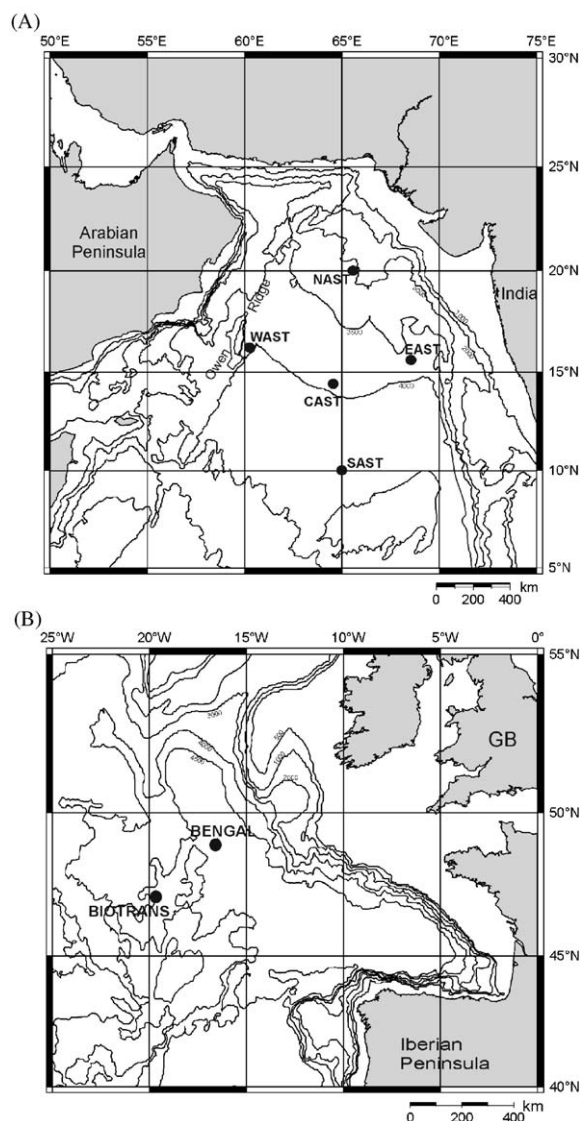 (A)
50°E 55°E 60°E 65°E 70°E 75°E
30°N
25°N
Arabian
Peninsula
20°N
NAST
India
Owen Ridge
WAST
EAST
15°N
CAST
4000
SAST
10°N
5°N
km
0 200 400
(B)
25°W 20°W 15°W 10°W 5°W 0°
55°N
GB
50°N
BENGAL
BIOTRANS
45°N
Iberian
Peninsula
40°N
km
0 200 400